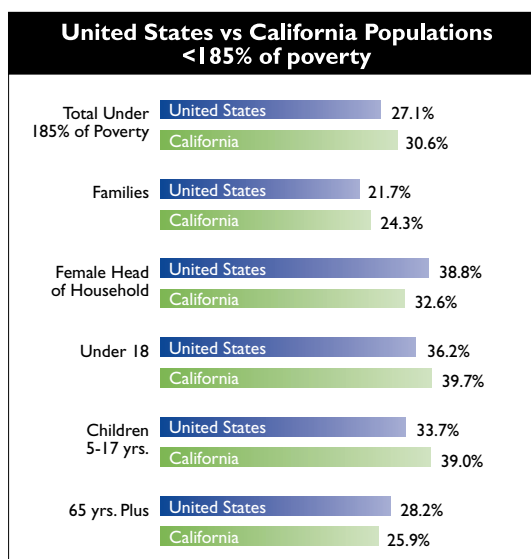 United States vs California Populations
<185% of poverty
Total Under
185% of Poverty
United States
27.1%
California
30.6%
Families
United States
21.7%
California
24.3%
Female Head
of Household
United States
38.8%
California
32.6%
Under 18
United States
36.2%
California
39.7%
Children
5-17 yrs.
United States
33.7%
California
39.0%
65 yrs. Plus
United States
28.2%
California
25.9%